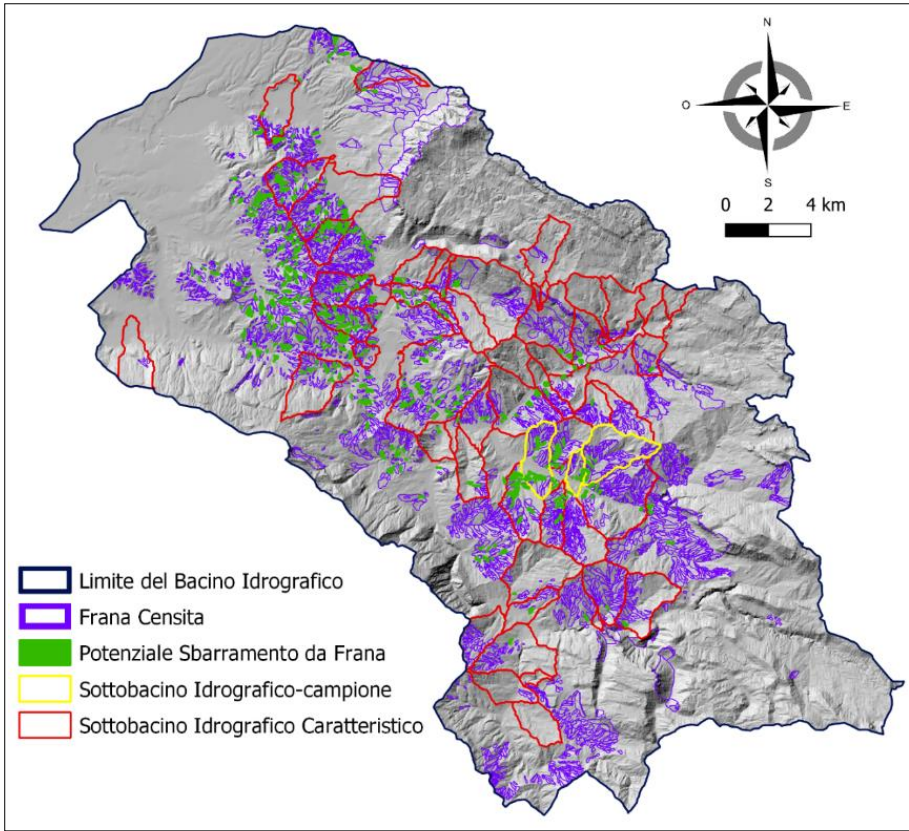 N
O
E
S
0 2 4 km
Limite del Bacino Idrografico
Frana Censita
Potenziale Sbarramento da Frana
Sottobacino Idrografico-campione
Sottobacino Idrografico Caratteristico